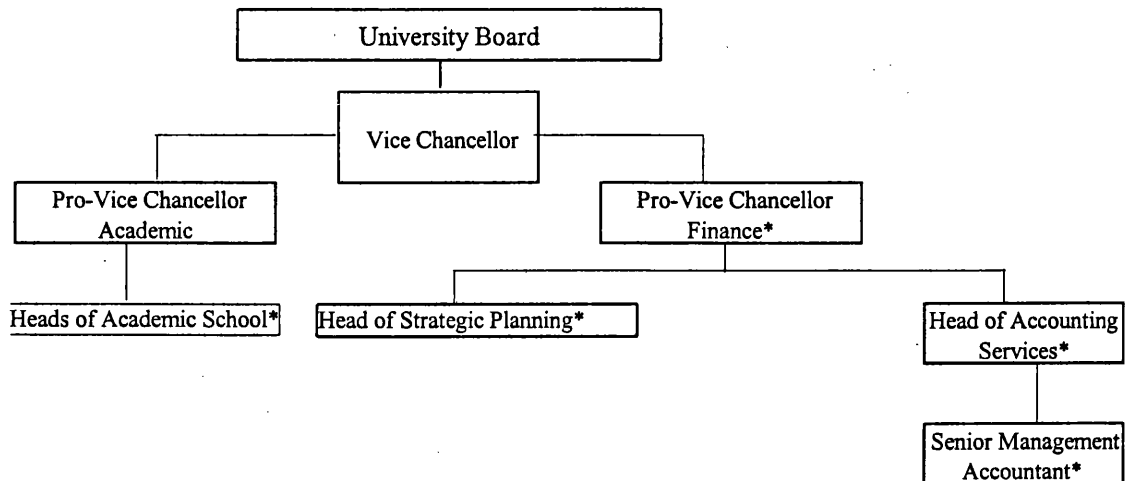 University Board
Vice Chancellor
Pro-Vice Chancellor
Academic
Pro-Vice Chancellor
Finance*
Heads of Academic School*
Head of Strategic Planning*
Head of Accounting
Services*
Senior Management
Accountant*